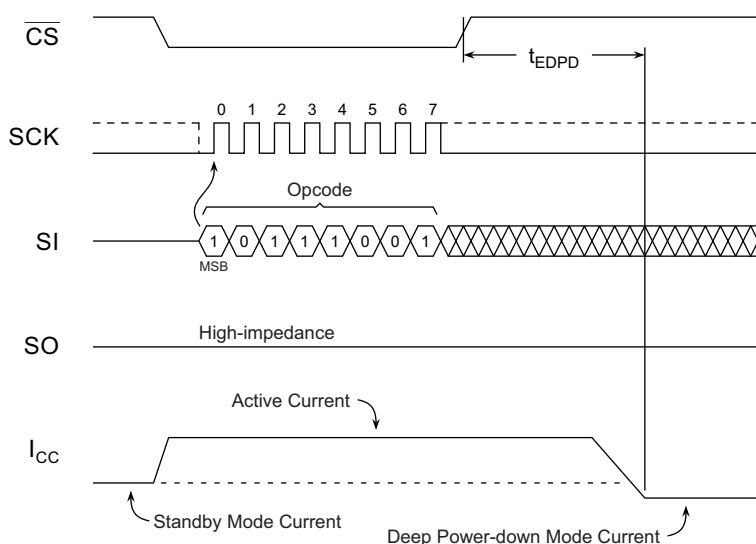 CS
tEDPD
0 1 2 3 4 5 6 7
SCK
Opcode
SI
1 0 1 1 1 0 0 1
MSB
High-impedance
SO
Active Current
ICC
Standby Mode Current
Deep Power-down Mode Current